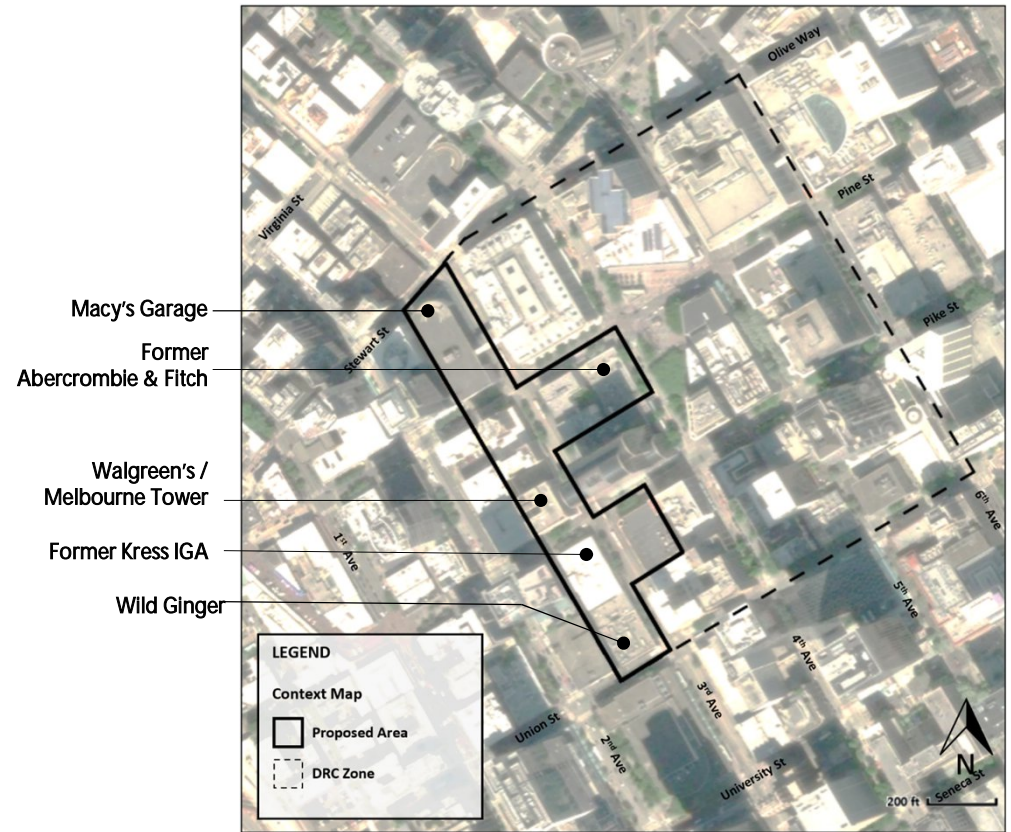 Olive Way
Pine St
Virginia St
Macy's Garage
Pike St
Stewart St
Former
Abercrombie & Fitch
Walgreen's /
Melbourne Tower
6th Ave
Former Kress IGA
1st Ave
5th Ave
Wild Ginger
4th Ave
LEGEND
Context Map
Proposed Area
DRC Zone
3rd Ave
Union St
2nd Ave
University St
N
Seneca St
200 ft